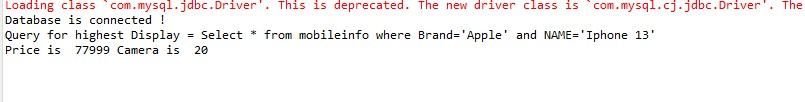 Loading class `com.mysql.jdbc.Driver'. This is deprecated. The new driver class is `com.mysql.cj.jdbc.Driver'. The
Database is connected !
Query for highest Display = Select * from mobileinfo where Brand='Apple' and NAME='Iphone 13'
Price is  77999 Camera is  20